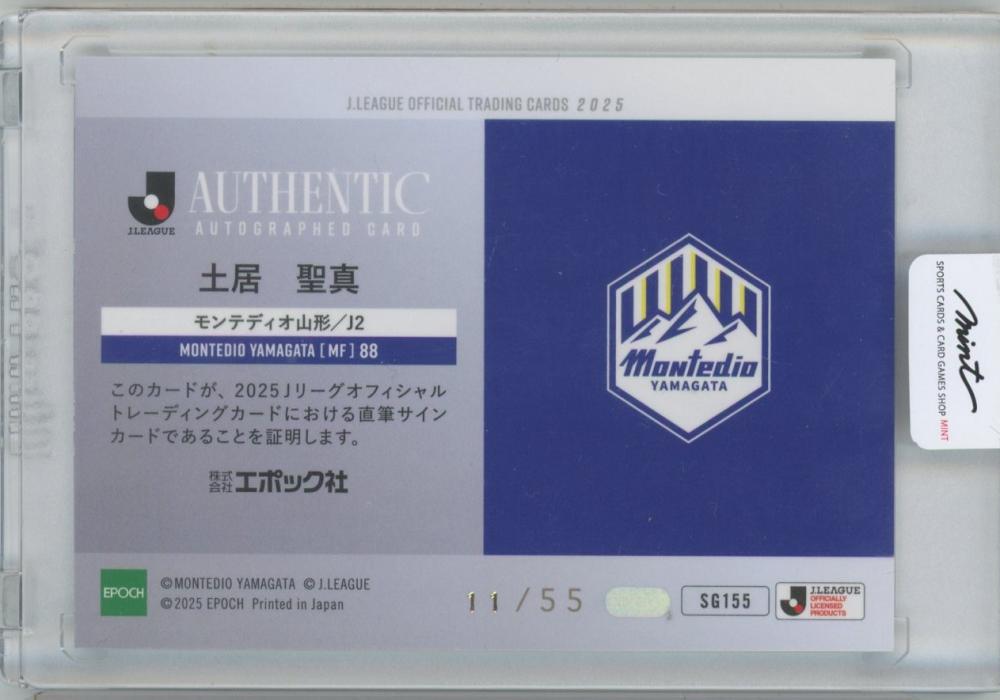 J.LEAGUE OFFICIAL TRADING CARDS 2025
J.LEAGUE
AUTHENTIC
AUTOGRAPHED CARD
土居 聖真
モンテディオ山形/J2
MONTEDIO YAMAGATA [MF] 88
このカードが、2025Jリーグオフィシャル
トレーディングカードにおける直筆サイン
カードであることを証明します。
株式会社エポック社
Montedio
YAMAGATA
EPOCH
©MONTEDIO YAMAGATA ©J.LEAGUE
©2025 EPOCH Printed in Japan
11/55
SG155
J.LEAGUE
OFFICIALLY
LICENSED
PRODUCTS
Mint
SPORTS CARDS & CARD GAMES SHOP MINT